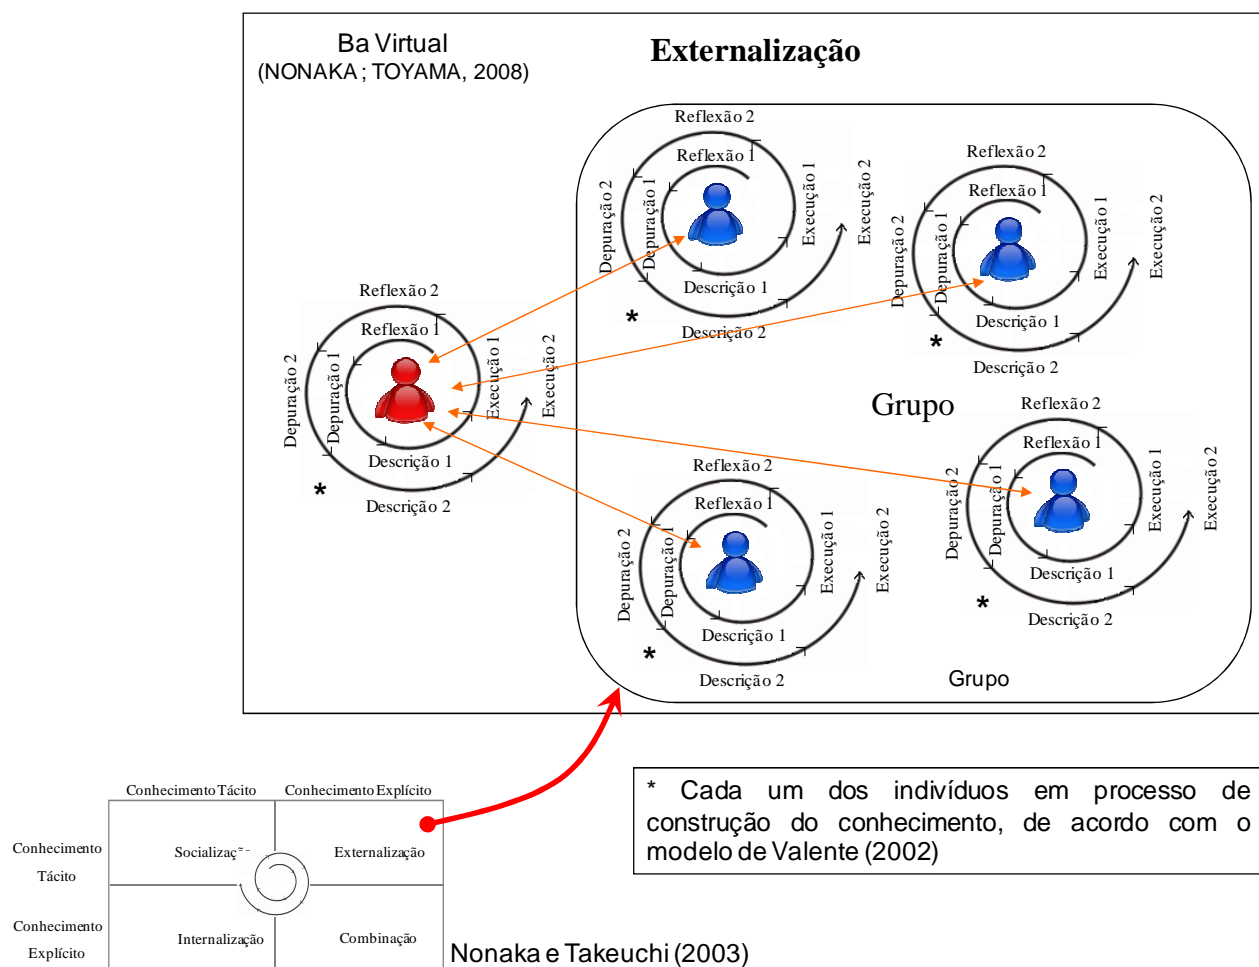 Ba Virtual
(NONAKA; TOYAMA, 2008)
Externalização
Reflexão 2
Reflexão 1
Depuração 2
Depuração 1
Execução 1
Execução 2
Descrição 1
Descrição 2
*
Reflexão 2
Reflexão 1
Depuração 2
Depuração 1
Execução 1
Execução 2
Descrição 1
Descrição 2
*
Reflexão 2
Reflexão 1
Depuração 2
Depuração 1
Execução 1
Execução 2
Descrição 1
Descrição 2
*
Grupo
Reflexão 2
Reflexão 1
Depuração 2
Depuração 1
Execução 1
Execução 2
Descrição 1
Descrição 2
*
Reflexão 2
Reflexão 1
Depuração 2
Depuração 1
Execução 1
Execução 2
Descrição 1
Descrição 2
*
Grupo
* Cada um dos indivíduos em processo de
construção do conhecimento, de acordo com o
modelo de Valente (2002)
Conhecimento Tácito
Conhecimento Explícito
Conhecimento
Tácito
Socialização
Externalização
Conhecimento
Explícito
Internalização
Combinação
Nonaka e Takeuchi (2003)